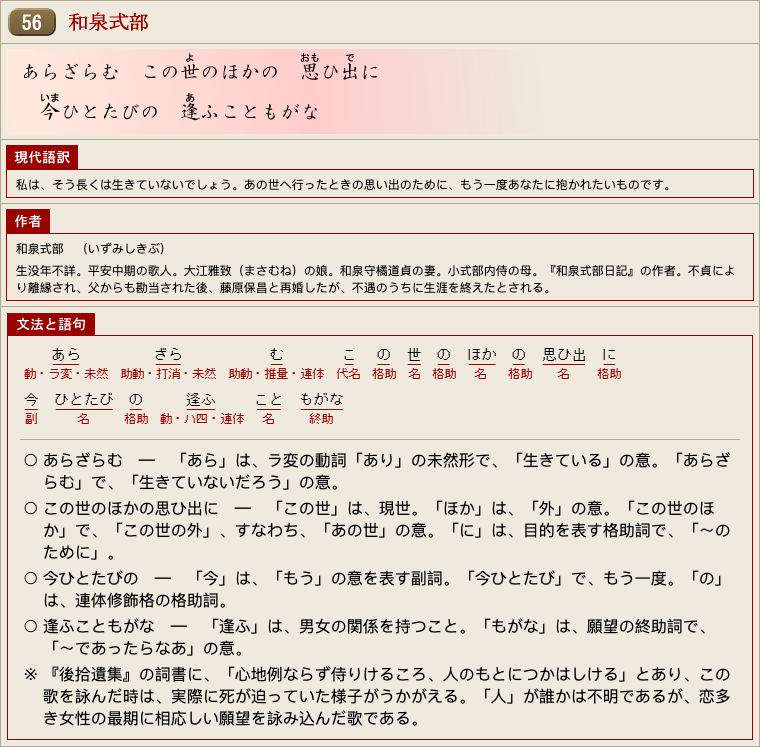 56 和泉式部
あらざらむ この世のほかの 思ひ出に
よ おも で
今ひとたびの 逢ふこともがな
いま あ
現代語訳
私は、そう長くは生きていないでしょう。あの世へ行ったときの思い出のために、もう一度あなたに抱かれたいものです。
作者
和泉式部 （いずみしきぶ）
生没年不詳。平安中期の歌人。大江雅致（まさむね）の娘。和泉守橘道貞の妻。小式部内侍の母。『和泉式部日記』の作者。不貞によ
り離縁され、父からも勘当された後、藤原保昌と再婚したが、不遇のうちに生涯を終えたとされる。
文法と語句
あら ざら む こ の 世 の ほか の 思ひ出 に
動・ラ変・未然 助動・打消・未然 助動・推量・連体 代名 格助 名 格助 名 格助 名 格助
今 ひとたび の 逢ふ こと もがな
副 名 格助 動・ハ四・連体 名 終助
○ あらざらむ ― 「あら」は、ラ変の動詞「あり」の未然形で、「生きている」の意。「あらざ
らむ」で、「生きていないだろう」の意。
○ この世のほかの思ひ出に ― 「この世」は、現世。「ほか」は、「外」の意。「この世のほ
か」で、「この世の外」、すなわち、「あの世」の意。「に」は、目的を表す格助詞で、「～の
ために」。
○ 今ひとたびの ― 「今」は、「もう」の意を表す副詞。「今ひとたび」で、もう一度。「の」
は、連体修飾格の格助詞。
○ 逢ふこともがな ― 「逢ふ」は、男女の関係を持つこと。「もがな」は、願望の終助詞で、
「～であったらなあ」の意。
※ 『後拾遺集』の詞書に、「心地例ならず侍りけるころ、人のもとにつかはしける」とあり、この
歌を詠んだ時は、実際に死が迫っていた様子がうかがえる。「人」が誰かは不明であるが、恋多
き女性の最期に相応しい願望を詠み込んだ歌である。